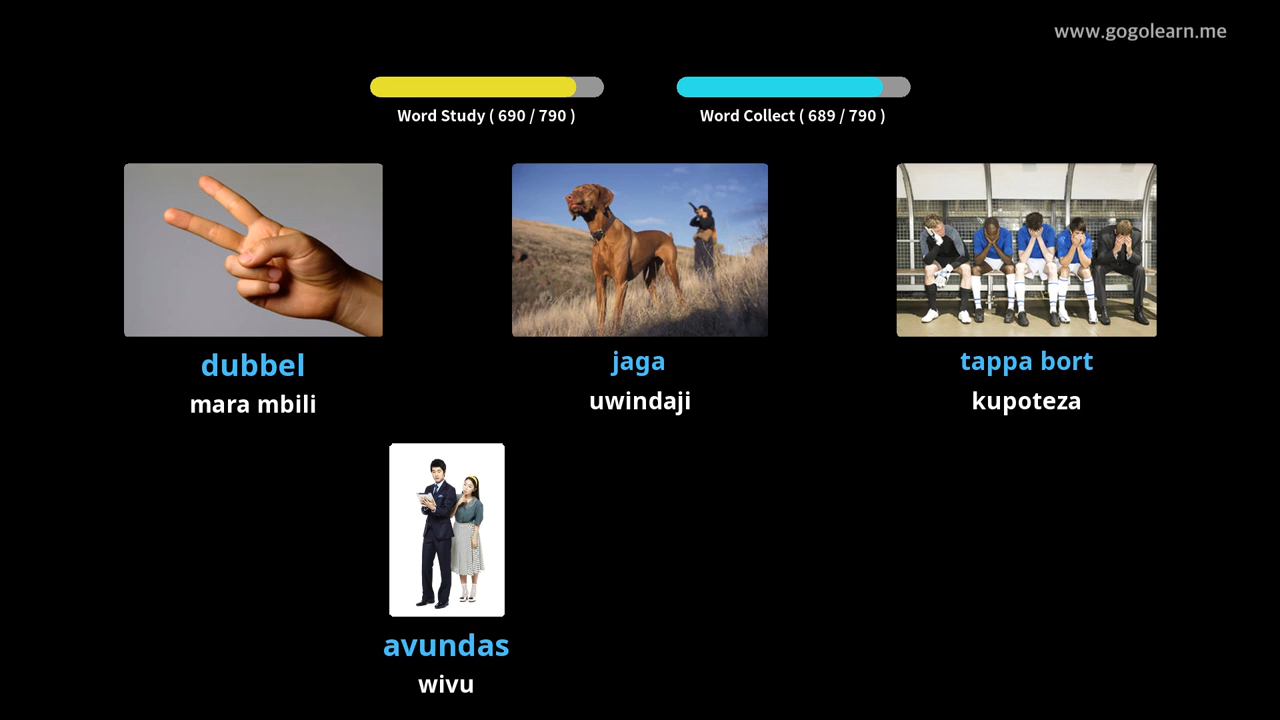 www.gogolearn.me
Word Study ( 690 / 790 )
Word Collect ( 689 / 790 )
dubbel
mara mbili
jaga
uwindaji
tappa bort
kupoteza
avundas
wivu